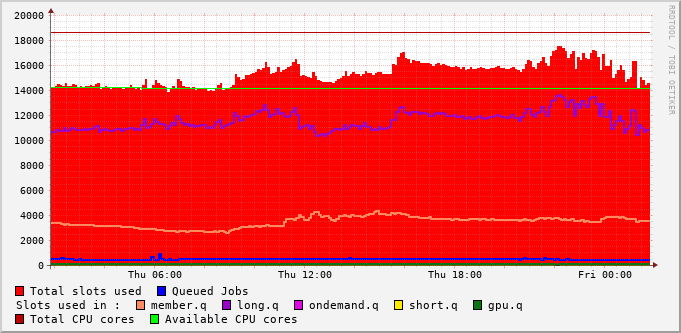 20000
18000
16000
14000
12000
10000
8000
6000
4000
2000
0
Thu 06:00 Thu 12:00 Thu 18:00 Fri 00:00
RRDTOOL / TOBI OETIKER
Total slots used Queued Jobs
Slots used in : member.q long.q ondemand.q short.q gpu.q
Total CPU cores Available CPU cores